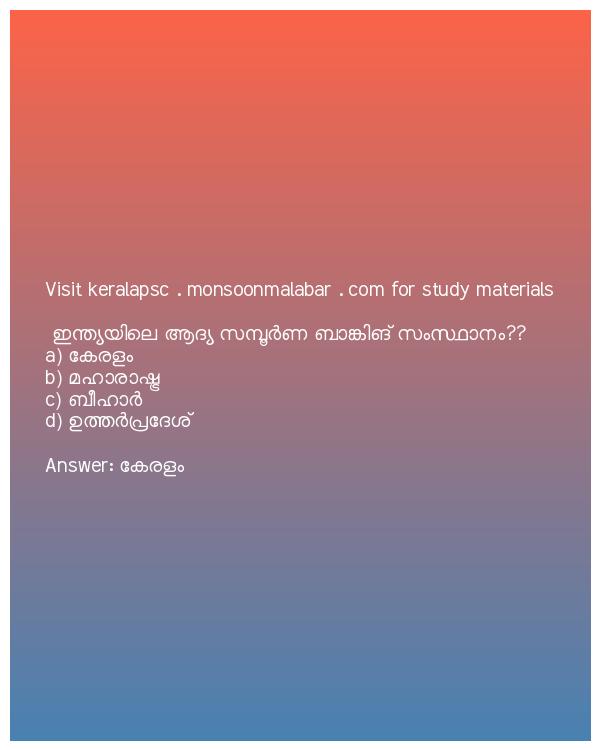 Visit keralapsc . monsoonmalabar . com for study materials
ഇന്ത്യയിലെ ആദ്യ സമ്പൂർണ ബാങ്കിങ് സംസ്ഥാനം??
a) കേരളം
b) മഹാരാഷ്ട്ര
c) ബീഹാർ
d) ഉത്തർപ്രദേശ്
Answer: കേരളം